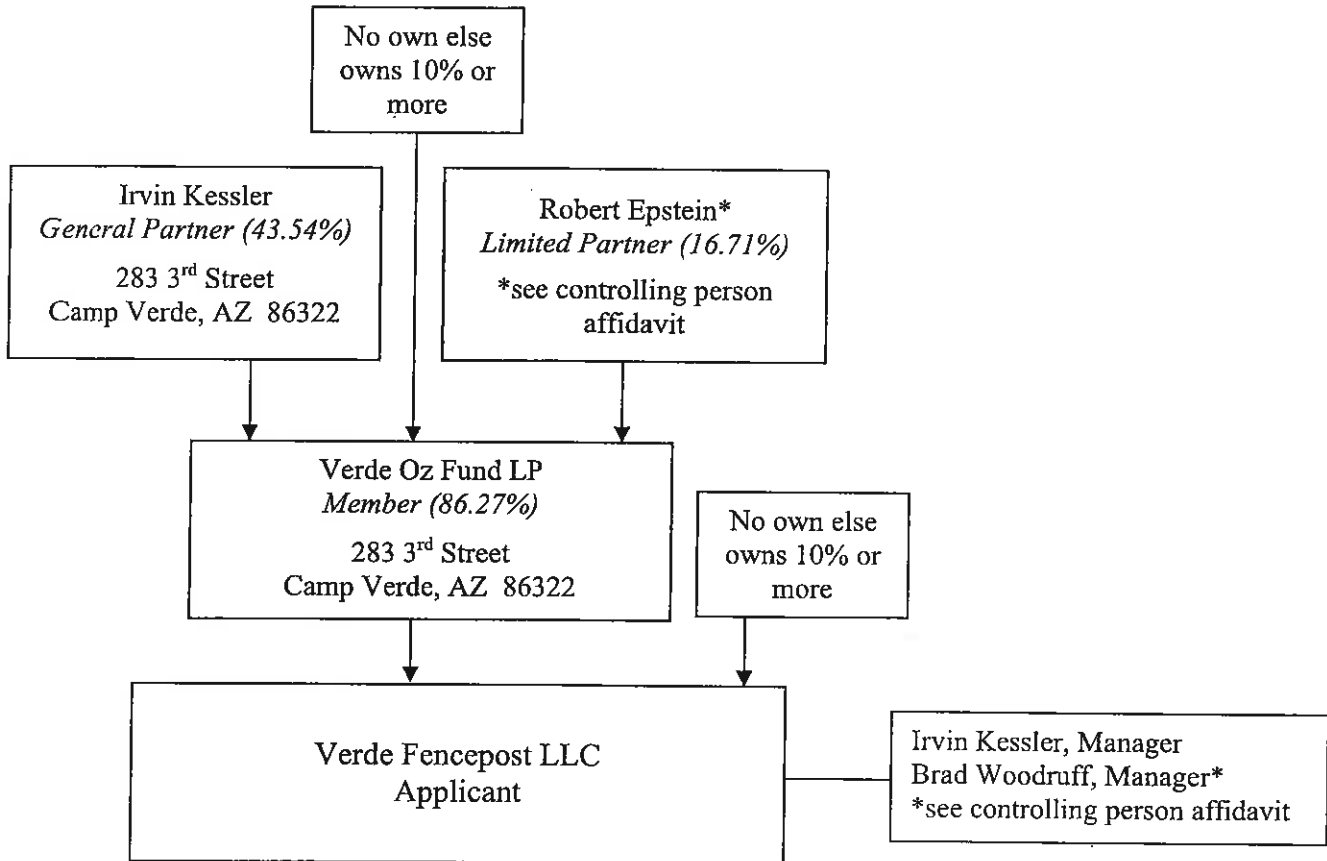 No own else
owns 10% or
more
Irvin Kessler
General Partner (43.54%)
283 3rd Street
Camp Verde, AZ 86322
Robert Epstein*
Limited Partner (16.71%)
*see controlling person
affidavit
Verde Oz Fund LP
Member (86.27%)
283 3rd Street
Camp Verde, AZ 86322
No own else
owns 10% or
more
Verde Fencepost LLC
Applicant
Irvin Kessler, Manager
Brad Woodruff, Manager*
*see controlling person affidavit